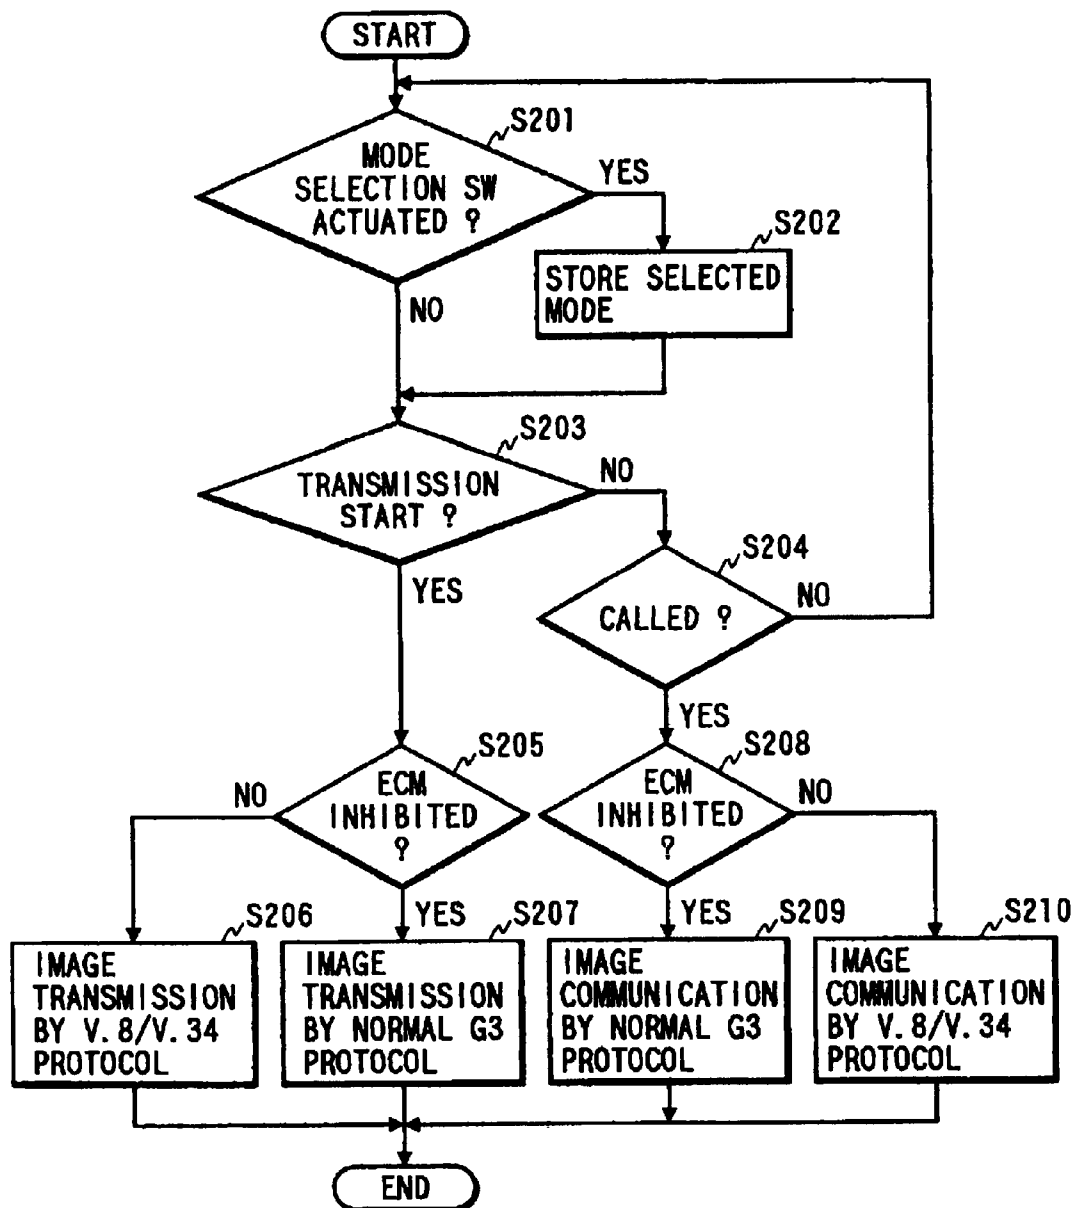 START
S201
MODE
SELECTION SW
ACTUATED ?
YES
S202
STORE SELECTED
MODE
NO
S203
TRANSMISSION
START ?
NO
S204
YES
CALLED ?
NO
YES
S205
S208
NO
ECM
INHIBITED
?
ECM
INHIBITED
?
NO
S206
YES
S207
YES
S209
S210
IMAGE
TRANSMISSION
BY V.8/V.34
PROTOCOL
IMAGE
TRANSMISSION
BY NORMAL G3
PROTOCOL
IMAGE
COMMUNICATION
BY NORMAL G3
PROTOCOL
IMAGE
COMMUNICATION
BY V.8/V.34
PROTOCOL
END